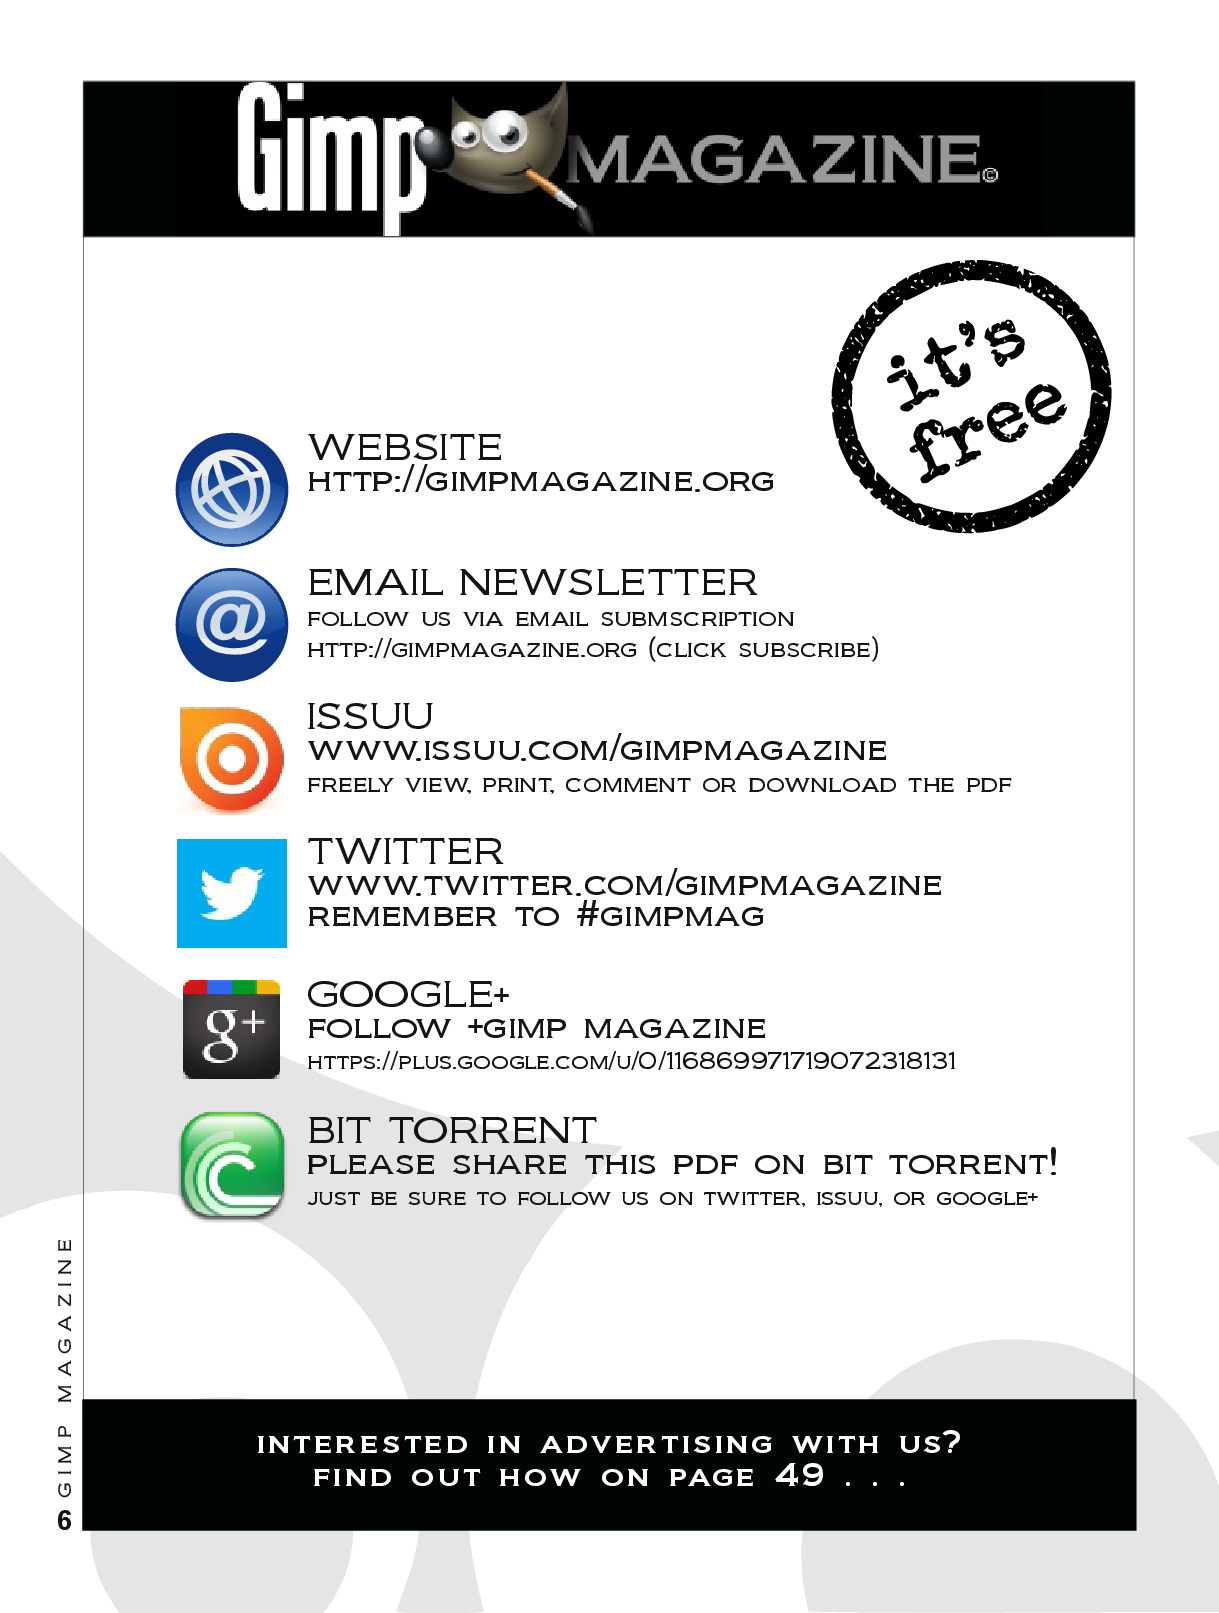 Gimp MAGAZINE ©
it's
free
WEBSITE
HTTP://GIMPMAGAZINE.ORG
@
EMAIL NEWSLETTER
FOLLOW US VIA EMAIL SUBMSCRIPTION
HTTP://GIMPMAGAZINE.ORG (CLICK SUBSCRIBE)
ISSUU
WWW.ISSUU.COM/GIMPMAGAZINE
FREELY VIEW, PRINT, COMMENT OR DOWNLOAD THE PDF
TWITTER
WWW.TWITTER.COM/GIMPMAGAZINE
REMEMBER TO #GIMPMAG
g+
GOOGLE+
FOLLOW +GIMP MAGAZINE
HTTPS://PLUS.GOOGLE.COM/U/0/116869971719072318131
BIT TORRENT
PLEASE SHARE THIS PDF ON BIT TORRENT!
JUST BE SURE TO FOLLOW US ON TWITTER, ISSUU, OR GOOGLE+
INTERESTED IN ADVERTISING WITH US?
FIND OUT HOW ON PAGE 49 . . .
6 GIMP MAGAZINE